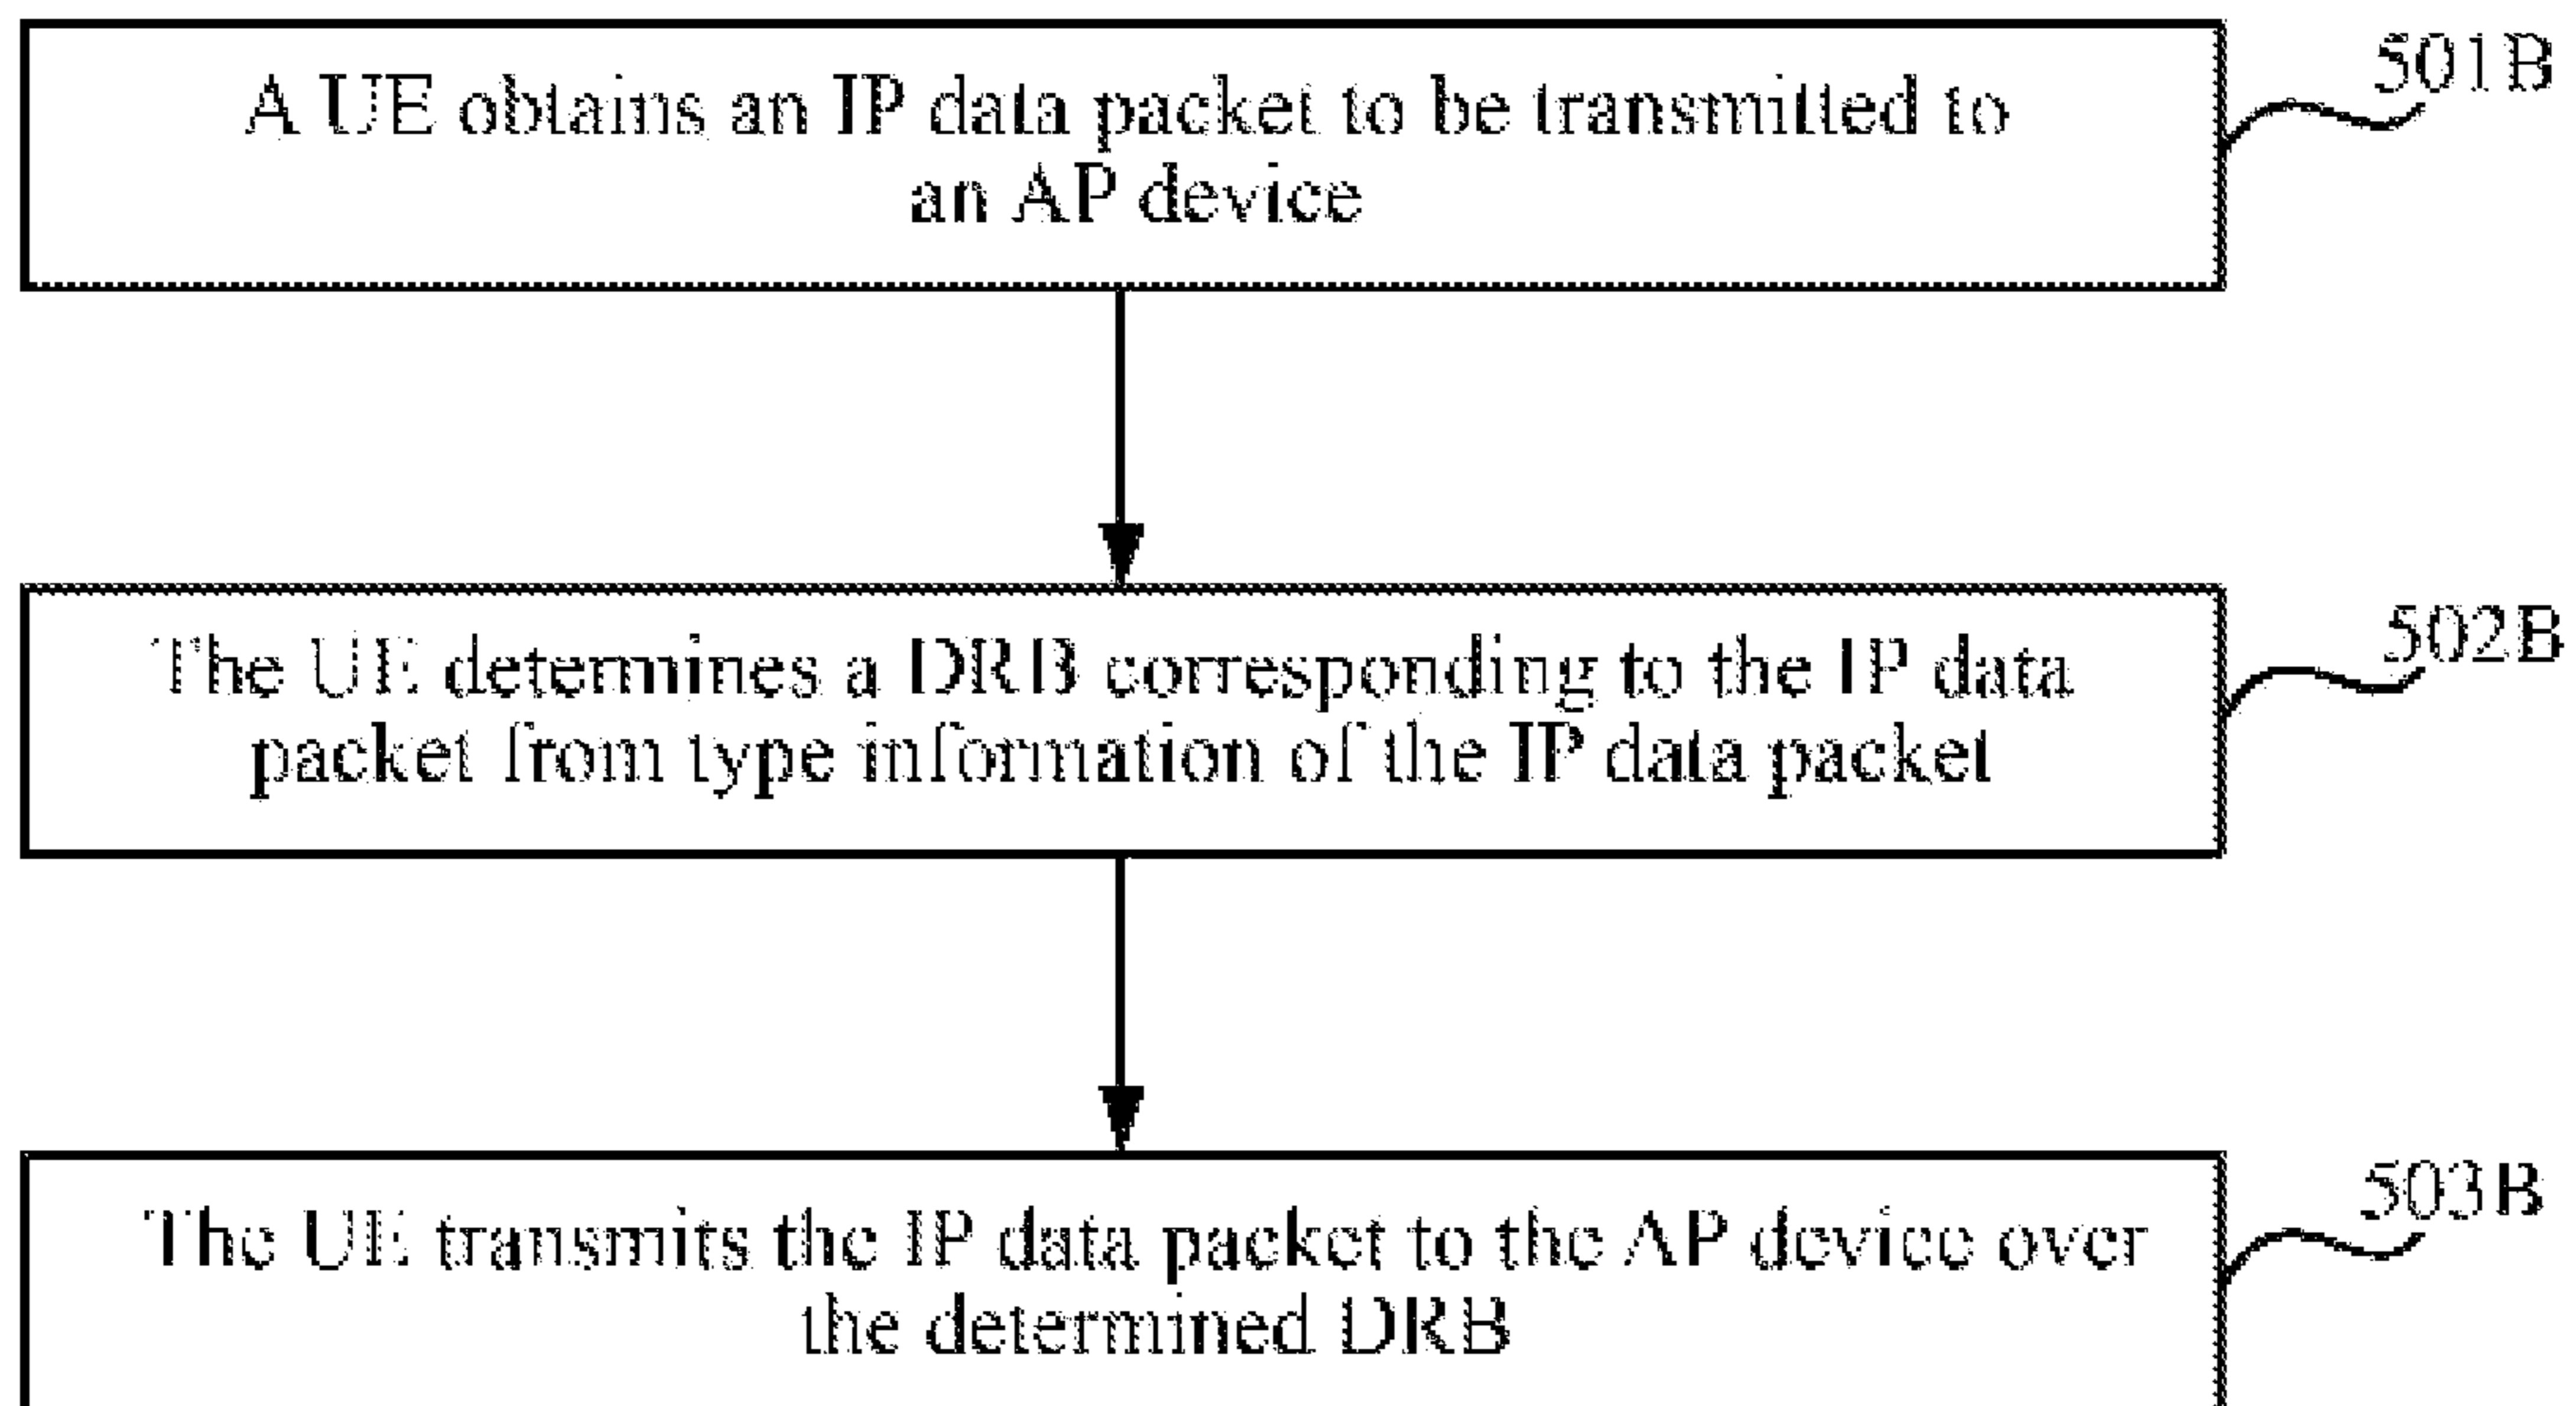 A UE obtains an IP data packet to be transmitted to
an AP device
501B
The UE determines a DRB corresponding to the IP data
packet from type information of the IP data packet
502B
The UE transmits the IP data packet to the AP device over
the determined DRB
503B